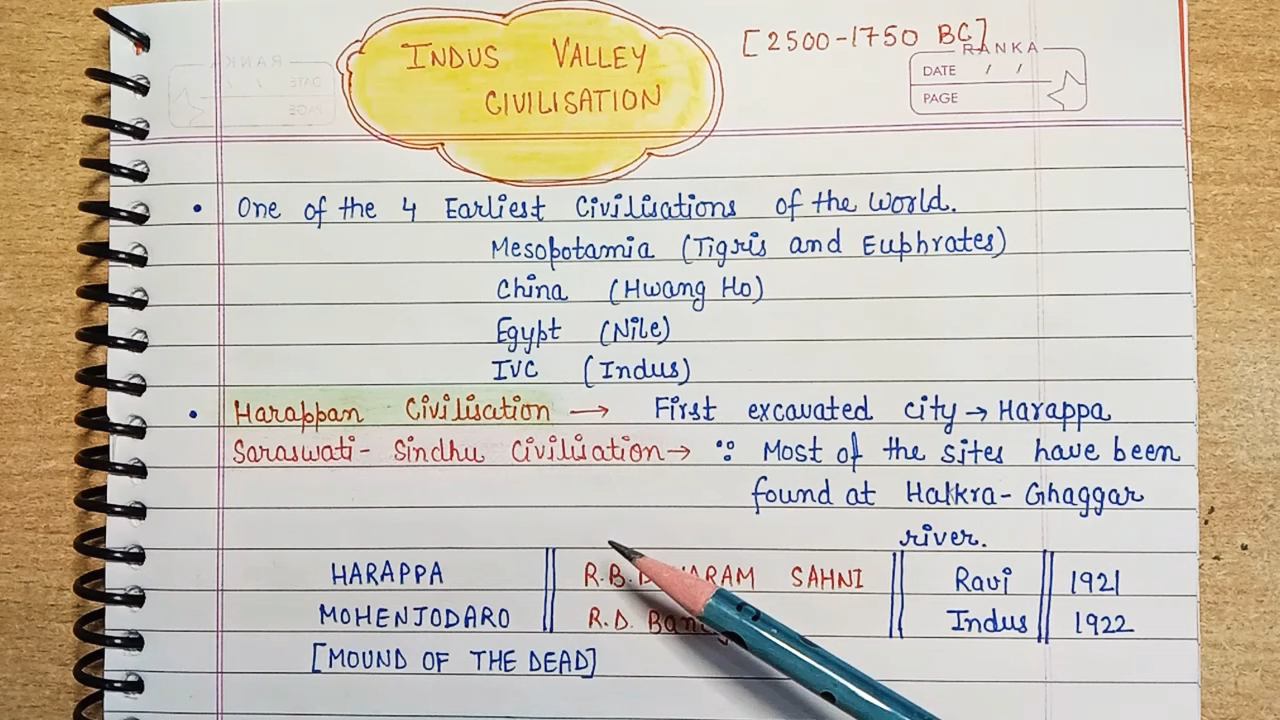 INDUS VALLEY CIVILISATION
[2500-1750 BC]
RANKA
DATE / /
PAGE
• One of the 4 Earliest Civilisations of the World.
Mesopotamia (Tigris and Euphrates)
China (Hwang Ho)
Egypt (Nile)
IVC (Indus)
• Harappan Civilisation → First excavated city → Harappa
Saraswati - Sindhu Civilisation → ∵ Most of the sites have been
found at Hakra - Ghaggar
river.
HARAPPA || R.B. SAHNI || Ravi || 1921
MOHENJODARO || R.D. || Indus || 1922
[MOUND OF THE DEAD]